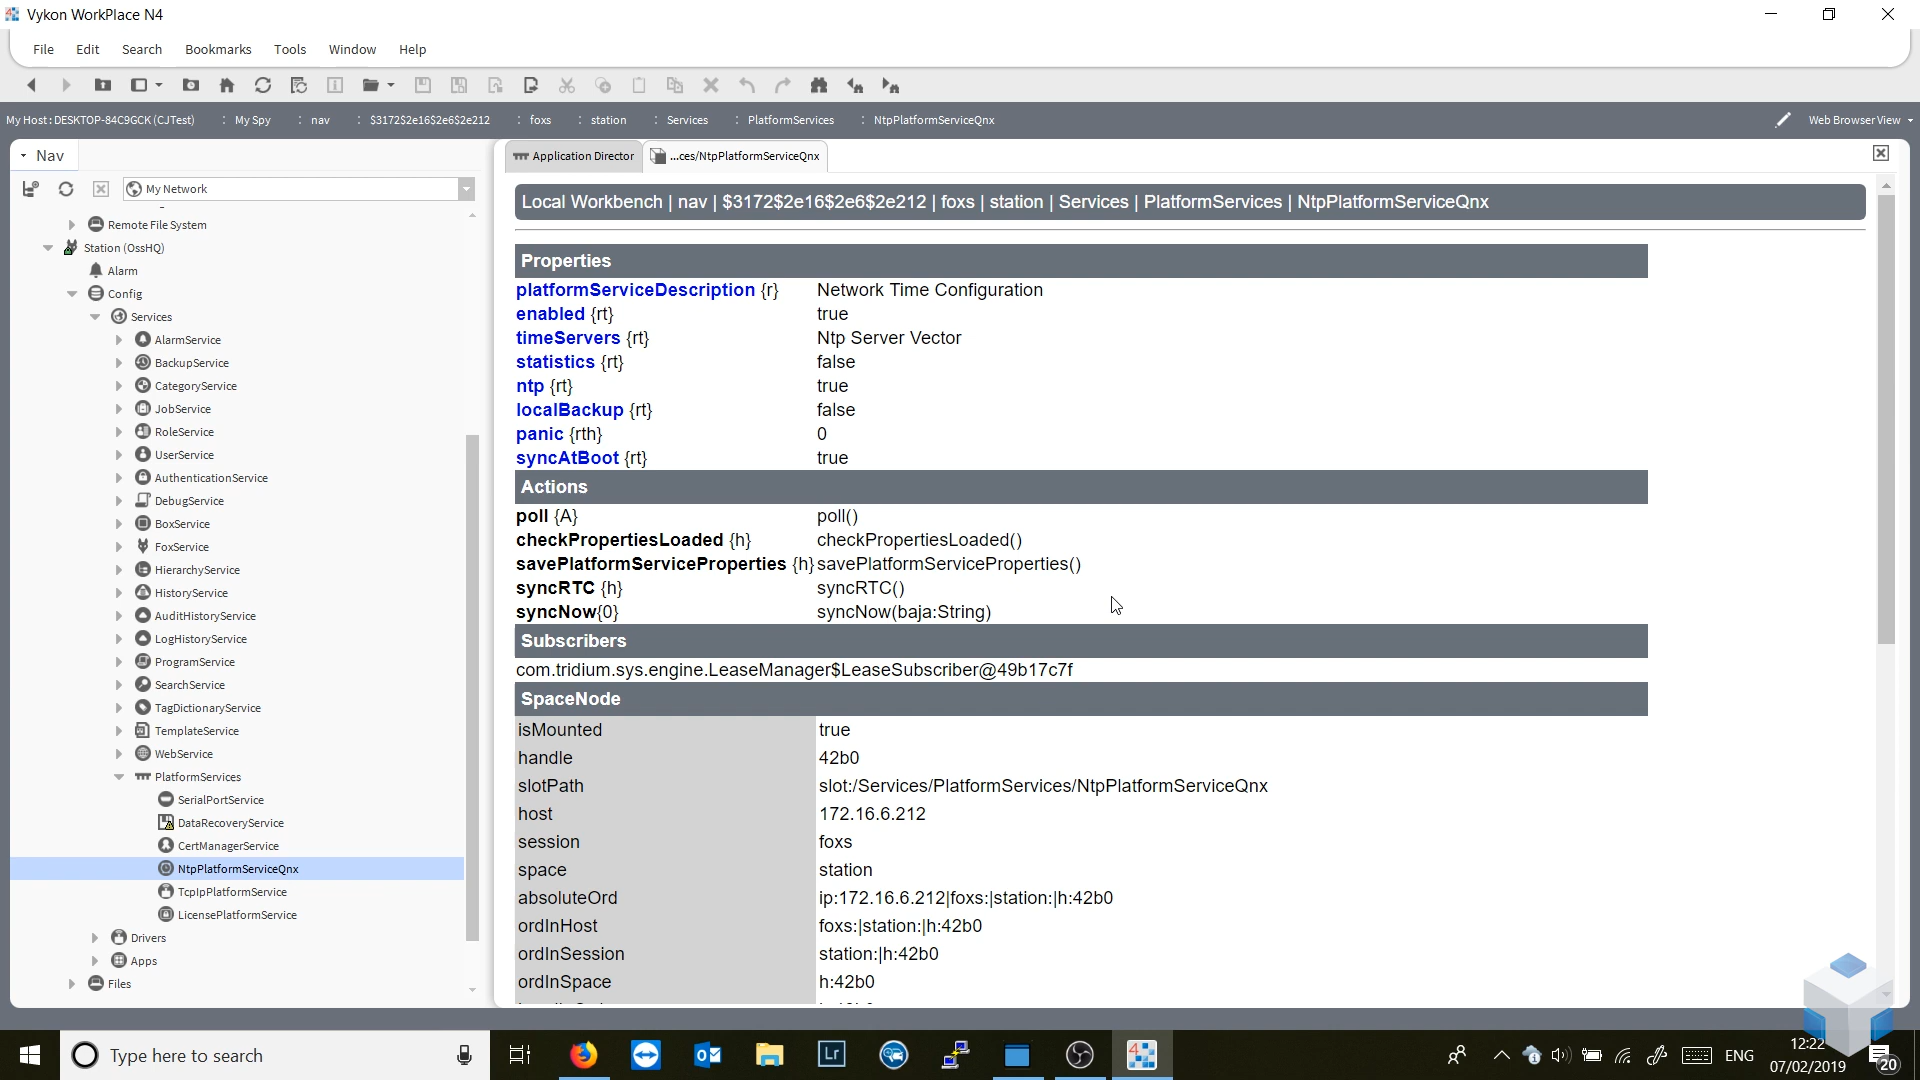 Vykon WorkPlace N4
File Edit Search Bookmarks Tools Window Help
My Host : DESKTOP-84C9GCK (CJTest) : My Spy : nav : $3172$2e16$2e6$2e212 : foxs : station : Services : PlatformServices : NtpPlatformServiceQnx Web Browser View
Nav
My Network
Remote File System
Station (OssHQ)
Alarm
Config
Services
AlarmService
BackupService
CategoryService
JobService
RoleService
UserService
AuthenticationService
DebugService
BoxService
FoxService
HierarchyService
HistoryService
AuditHistoryService
LogHistoryService
ProgramService
SearchService
TagDictionaryService
TemplateService
WebService
PlatformServices
SerialPortService
DataRecoveryService
CertManagerService
NtpPlatformServiceQnx
TcpIpPlatformService
LicensePlatformService
Drivers
Apps
Files
Application Director ...ces/NtpPlatformServiceQnx
Local Workbench | nav | $3172$2e16$2e6$2e212 | foxs | station | Services | PlatformServices | NtpPlatformServiceQnx
Properties
platformServiceDescription {r} Network Time Configuration
enabled {rt} true
timeServers {rt} Ntp Server Vector
statistics {rt} false
ntp {rt} true
localBackup {rt} false
panic {rth} 0
syncAtBoot {rt} true
Actions
poll {A} poll()
checkPropertiesLoaded {h} checkPropertiesLoaded()
savePlatformServiceProperties {h} savePlatformServiceProperties()
syncRTC {h} syncRTC()
syncNow{0} syncNow(baja:String)
Subscribers
com.tridium.sys.engine.LeaseManager$LeaseSubscriber@49b17c7f
SpaceNode
isMounted true
handle 42b0
slotPath slot:/Services/PlatformServices/NtpPlatformServiceQnx
host 172.16.6.212
session foxs
space station
absoluteOrd ip:172.16.6.212|foxs:|station:|h:42b0
ordInHost foxs:|station:|h:42b0
ordInSession station:|h:42b0
ordInSpace h:42b0
Type here to search
Lr
ENG
12:22
07/02/2019
20